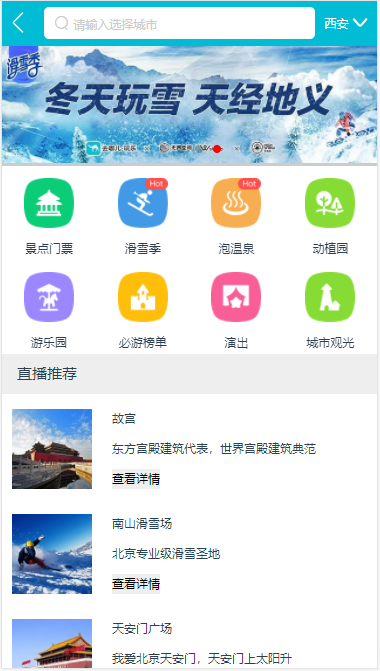 请输入选择城市
西安
滑雪季
冬天玩雪 天经地义
去哪儿·玩乐
Hot
Hot
景点门票
滑雪季
泡温泉
动植园
游乐园
必游榜单
演出
城市观光
直播推荐
故宫
东方宫殿建筑代表，世界宫殿建筑典范
查看详情
南山滑雪场
北京专业级滑雪圣地
查看详情
天安门广场
我爱北京天安门，天安门上太阳升